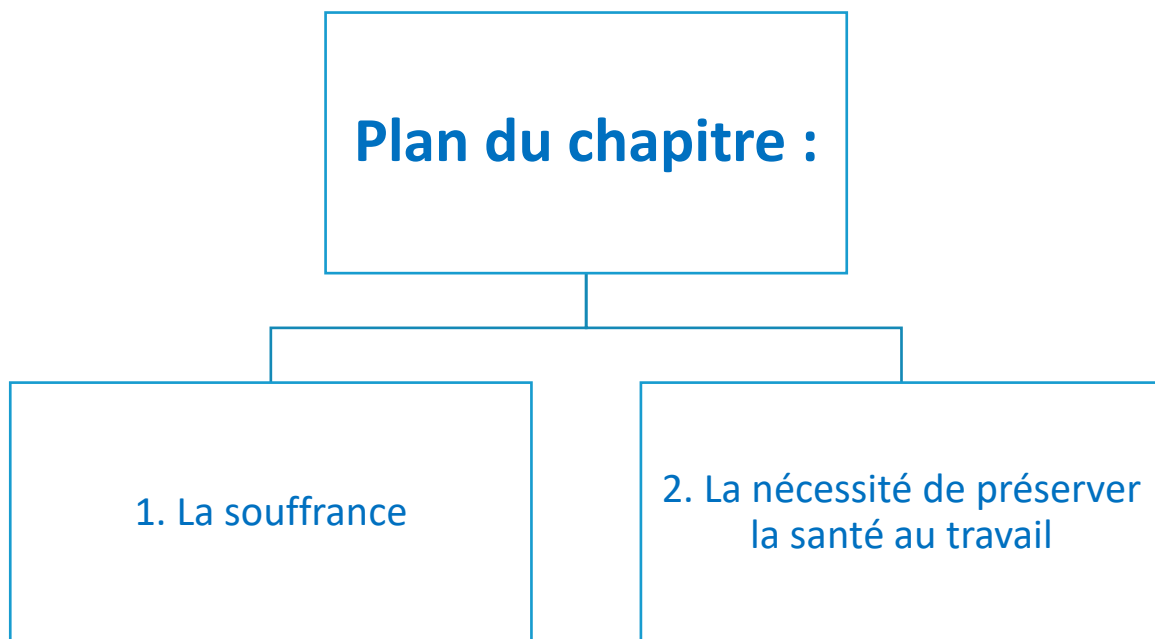 Plan du chapitre :
1. La souffrance
2. La nécessité de préserver
la santé au travail